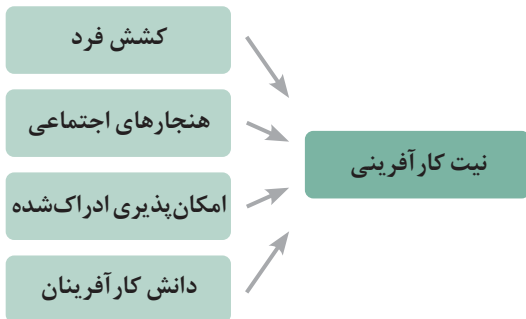 کشش فرد
هنجارهای اجتماعی
امکان‌پذیری ادراک‌شده
دانش کارآفرینان
نیت کارآفرینی